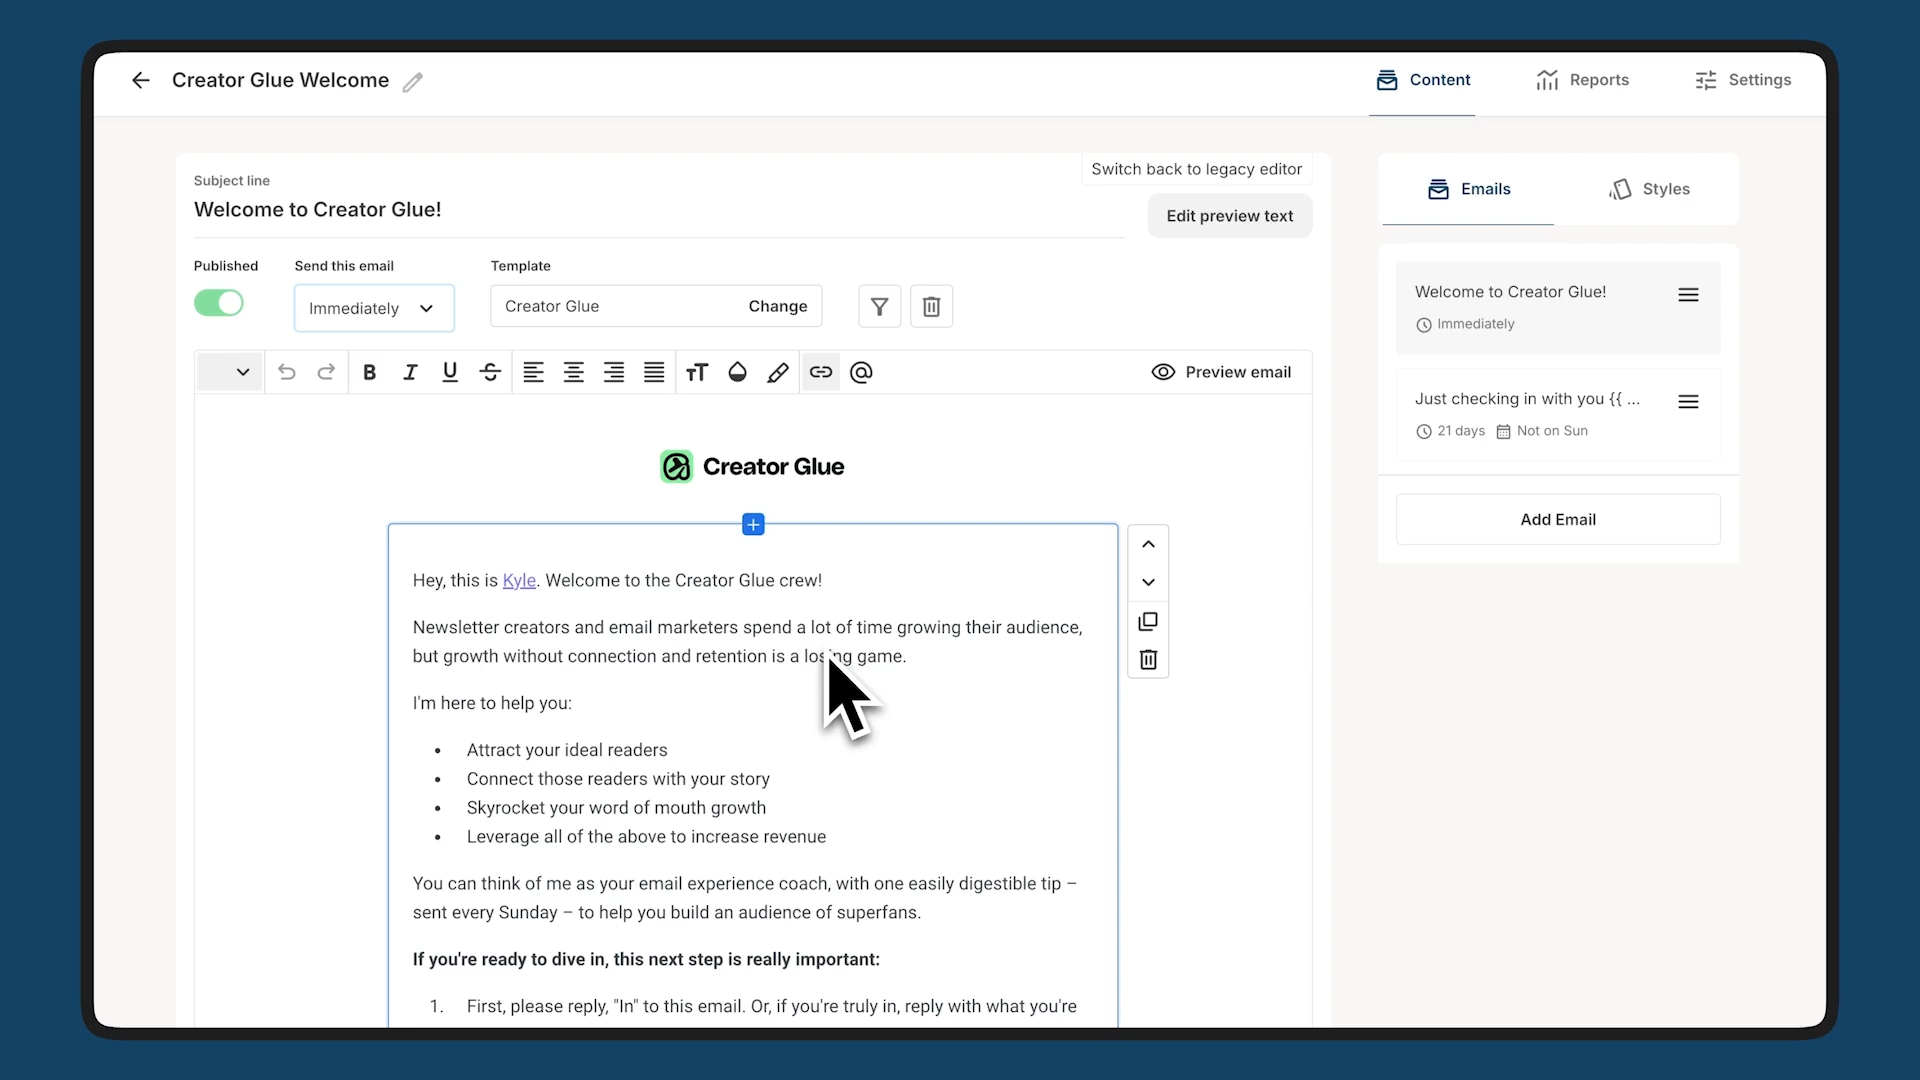 Creator Glue Welcome
Content
Reports
Settings
Switch back to legacy editor
Subject line
Welcome to Creator Glue!
Edit preview text
Published
Send this email
Template
Immediately
Creator Glue
Change
B I U S
TT
@
Preview email
Creator Glue
Hey, this is Kyle. Welcome to the Creator Glue crew!
Newsletter creators and email marketers spend a lot of time growing their audience,
but growth without connection and retention is a losing game.
I'm here to help you:
• Attract your ideal readers
• Connect those readers with your story
• Skyrocket your word of mouth growth
• Leverage all of the above to increase revenue
You can think of me as your email experience coach, with one easily digestible tip –
sent every Sunday – to help you build an audience of superfans.
If you're ready to dive in, this next step is really important:
1. First, please reply, "In" to this email. Or, if you're truly in, reply with what you're
Emails
Styles
Welcome to Creator Glue!
Immediately
Just checking in with you {{ ...
21 days
Not on Sun
Add Email